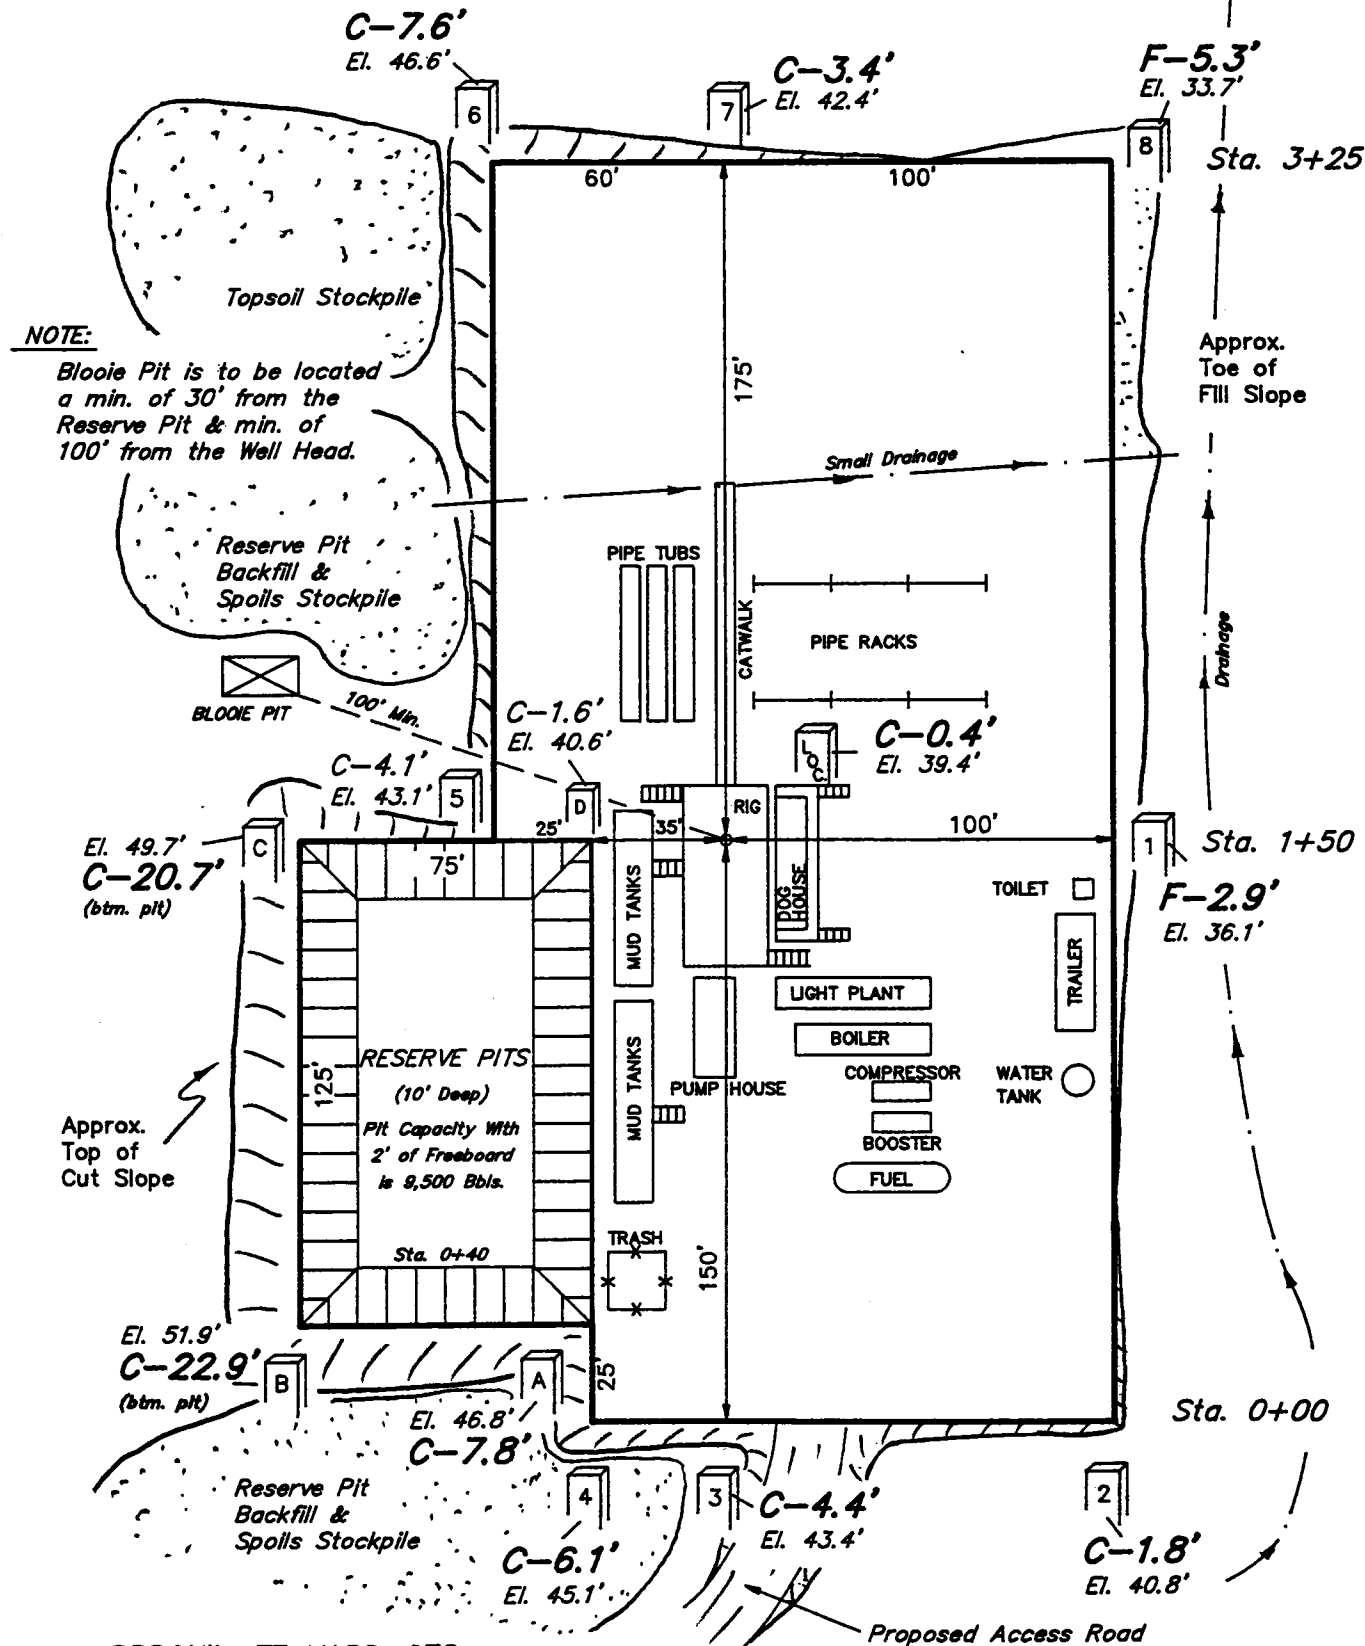 C-7.6'
El. 46.6'
C-3.4'
El. 42.4'
F-5.3'
El. 33.7'
6
7
8
Sta. 3+25
60'
100'
Topsoil Stockpile
NOTE:
Blooie Pit is to be located
a min. of 30' from the
Reserve Pit & min. of
100' from the Well Head.
175'
Approx.
Toe of
Fill Slope
Small Drainage
Reserve Pit
Backfill &
Spoils Stockpile
PIPE TUBS
CATWALK
PIPE RACKS
Drainage
BLOOIE PIT
100' Min.
C-1.6'
El. 40.6'
LOC.
C-0.4'
El. 39.4'
C-4.1'
El. 43.1'
5
D
RIG
25'
35'
100'
1
Sta. 1+50
El. 49.7'
C-20.7'
(btm. pit)
C
75'
MUD TANKS
DOG HOUSE
TOILET
F-2.9'
El. 36.1'
TRAILER
LIGHT PLANT
BOILER
RESERVE PITS
(10' Deep)
Pit Capacity With
2' of Freeboard
is 9,500 Bbls.
125'
MUD TANKS
PUMP HOUSE
COMPRESSOR
WATER
TANK
BOOSTER
FUEL
Approx.
Top of
Cut Slope
Sta. 0+40
TRASH
150'
El. 51.9'
C-22.9'
(btm. pit)
B
A
25'
El. 46.8'
C-7.8'
Sta. 0+00
Reserve Pit
Backfill &
Spoils Stockpile
4
3
2
C-4.4'
El. 43.4'
C-6.1'
El. 45.1'
C-1.8'
El. 40.8'
Proposed Access Road